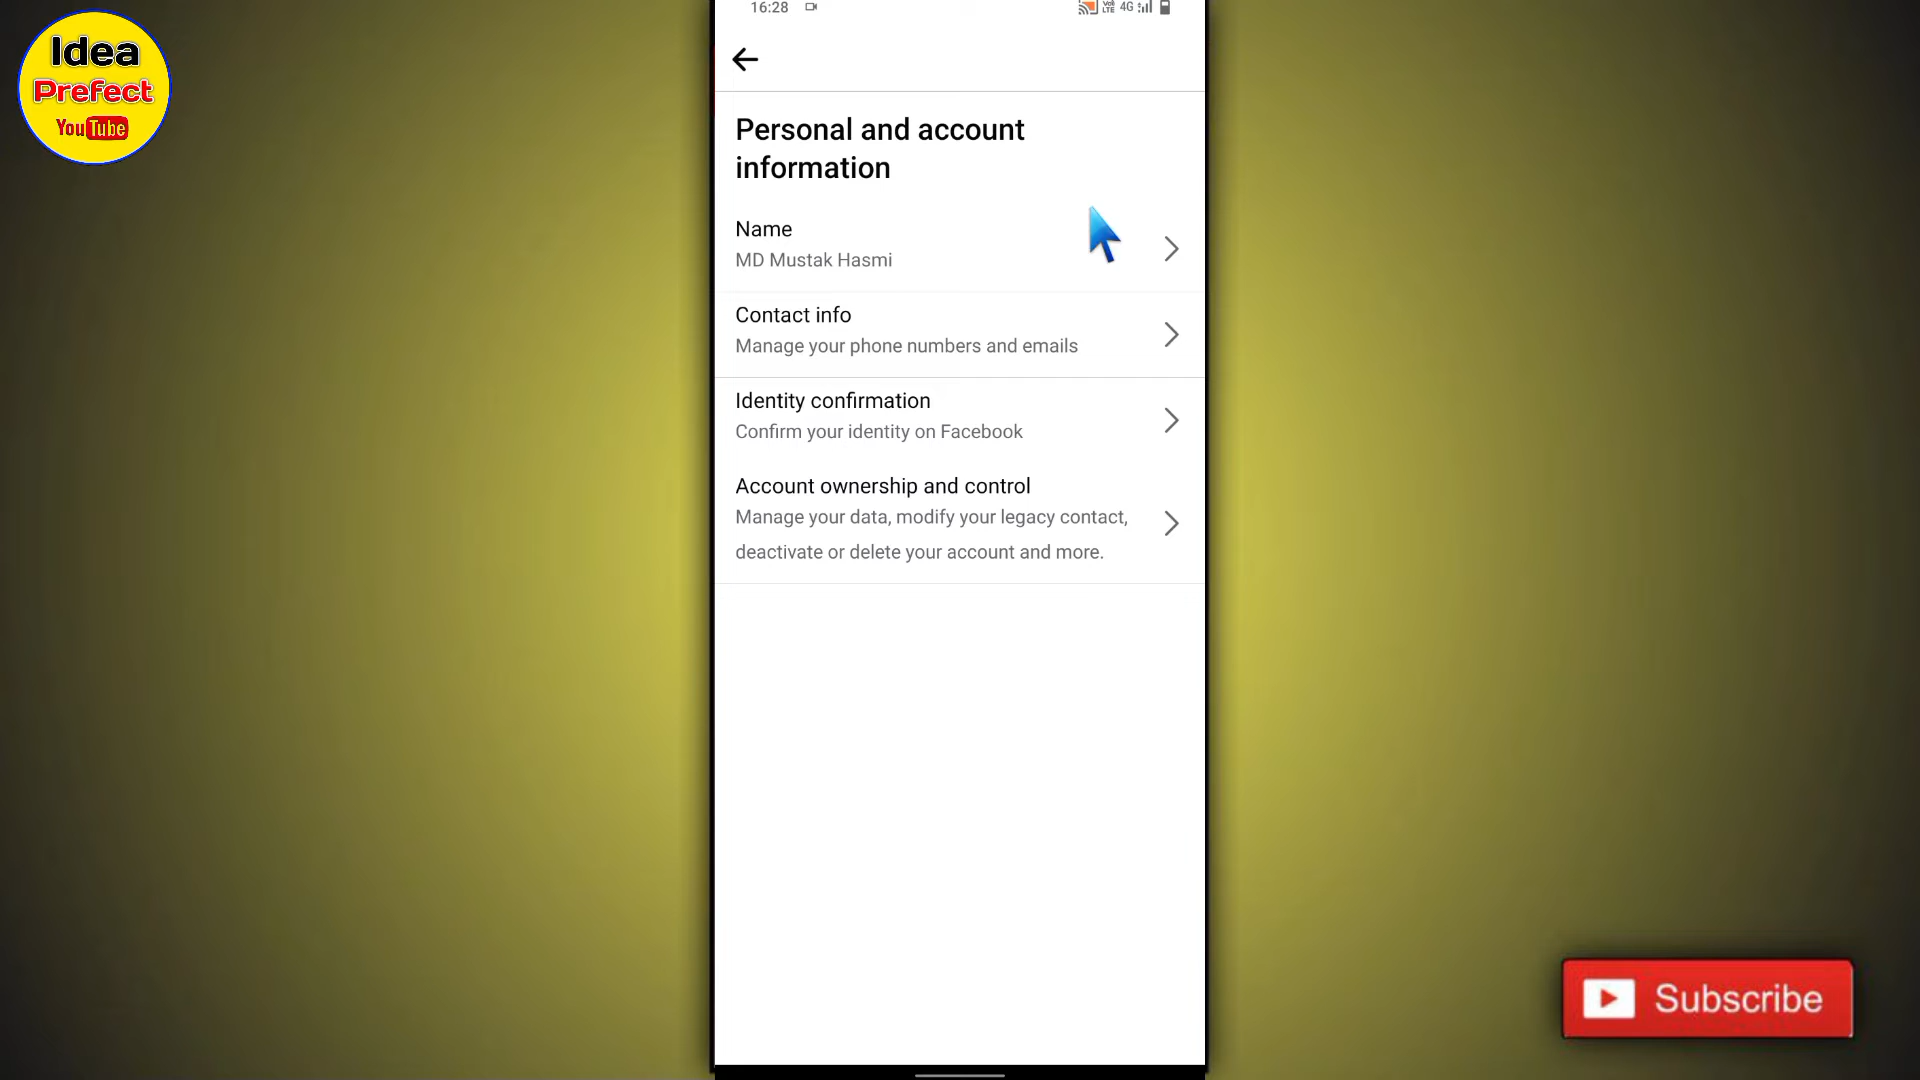 Idea
Prefect
YouTube
16:28
VoI LTE 4G
Personal and account
information
Name
MD Mustak Hasmi
Contact info
Manage your phone numbers and emails
Identity confirmation
Confirm your identity on Facebook
Account ownership and control
Manage your data, modify your legacy contact,
deactivate or delete your account and more.
Subscribe